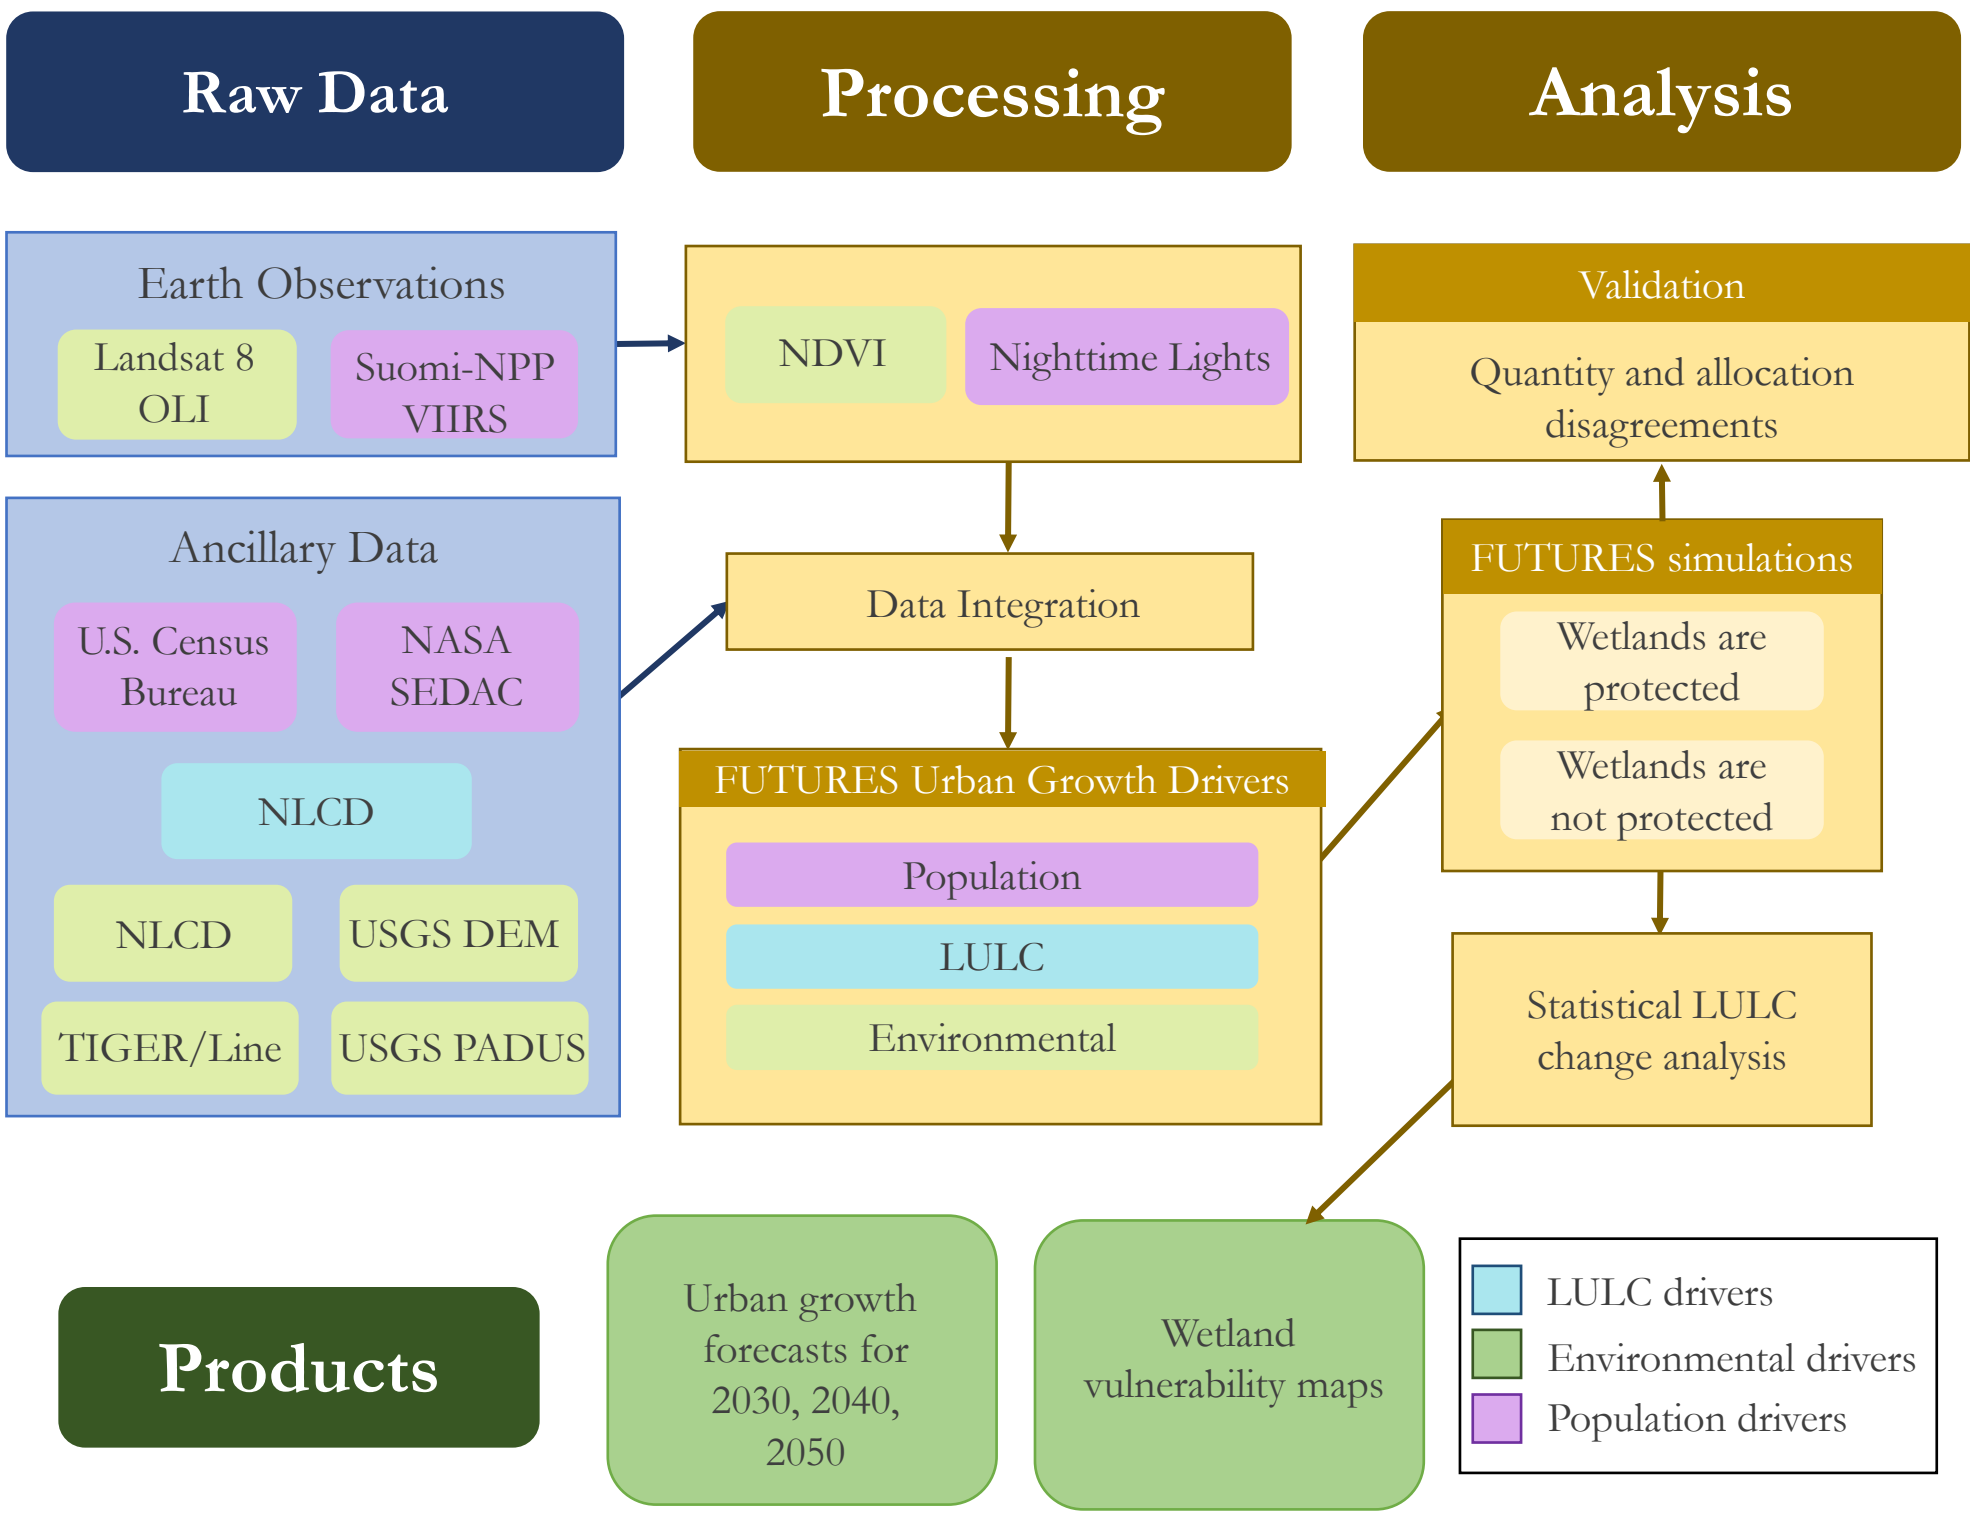 Raw Data
Processing
Analysis
Earth Observations
Landsat 8
OLI
Suomi-NPP
VIIRS
NDVI
Nighttime Lights
Validation
Quantity and allocation
disagreements
Ancillary Data
U.S. Census
Bureau
NASA
SEDAC
NLCD
NLCD
USGS DEM
TIGER/Line
USGS PADUS
Data Integration
FUTURES Urban Growth Drivers
Population
LULC
Environmental
FUTURES simulations
Wetlands are
protected
Wetlands are
not protected
Statistical LULC
change analysis
Products
Urban growth
forecasts for
2030, 2040,
2050
Wetland
vulnerability maps
LULC drivers
Environmental drivers
Population drivers